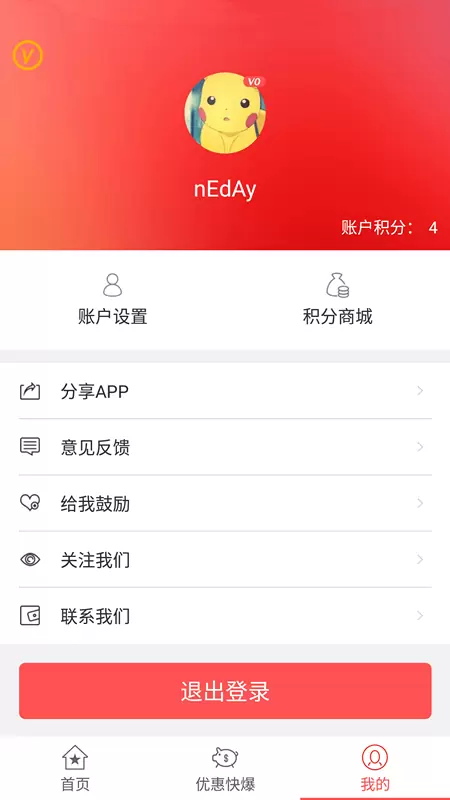 V
V0
nEdAy
账户积分： 4
账户设置
积分商城
分享APP
意见反馈
给我鼓励
关注我们
联系我们
退出登录
首页
优惠快爆
我的